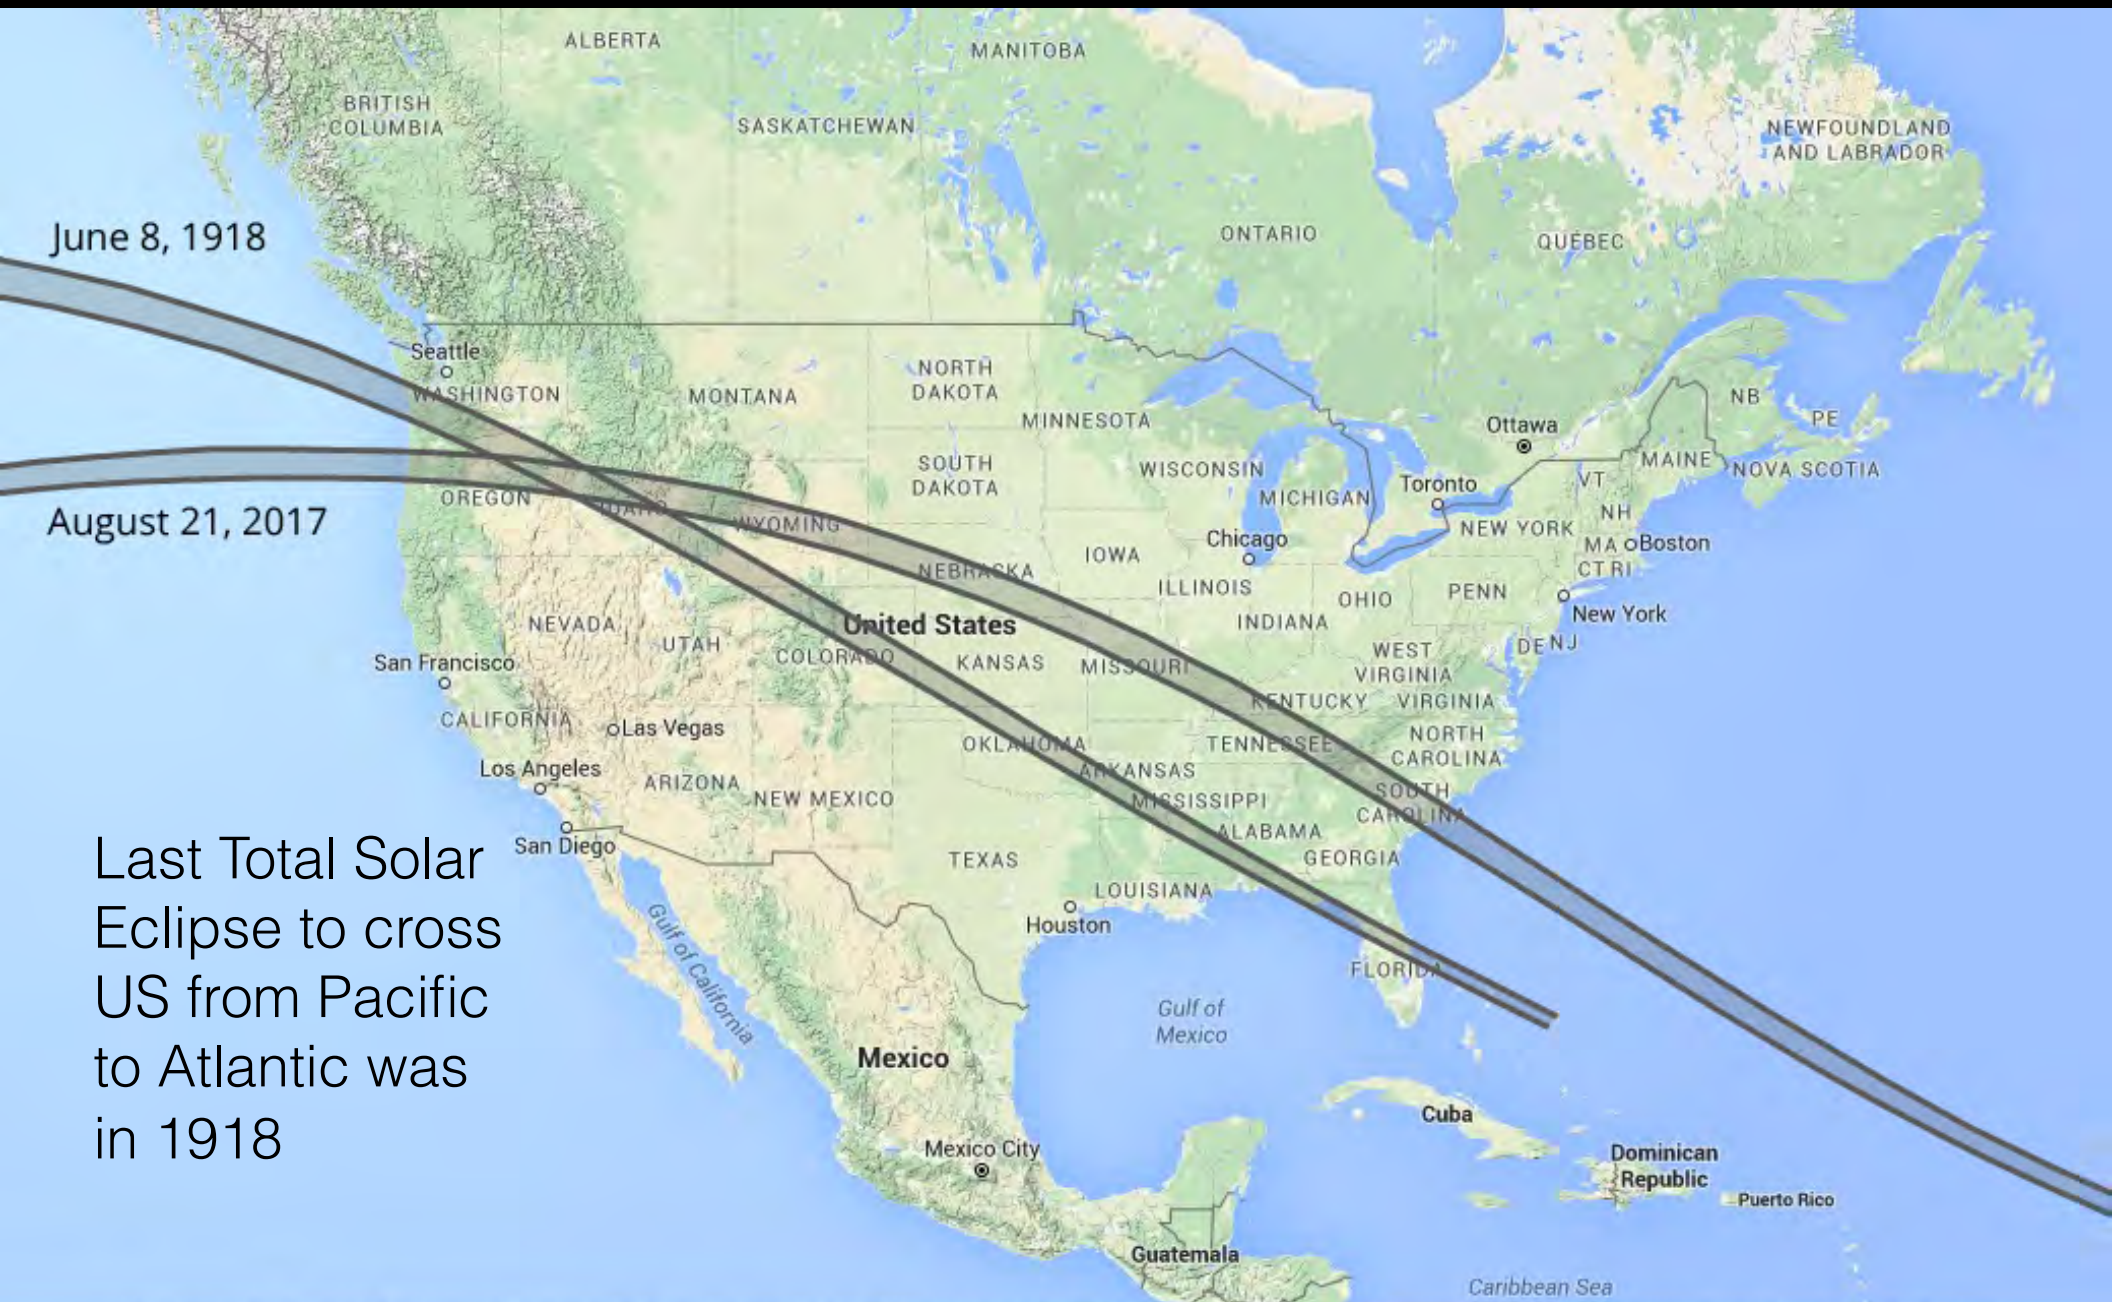 ALBERTA
MANITOBA
BRITISH
COLUMBIA
SASKATCHEWAN
NEWFOUNDLAND
AND LABRADOR
June 8, 1918
ONTARIO
QUÉBEC
Seattle
WASHINGTON
MONTANA
NORTH
DAKOTA
MINNESOTA
NB
PE
Ottawa
August 21, 2017
OREGON
IDAHO
WYOMING
SOUTH
DAKOTA
WISCONSIN
MICHIGAN
Toronto
VT
MAINE
NOVA SCOTIA
NH
NEW YORK
MA
Boston
CT RI
Chicago
IOWA
NEBRASKA
ILLINOIS
INDIANA
OHIO
PENN
New York
NEVADA
UTAH
United States
COLORADO
KANSAS
MISSOURI
WEST
VIRGINIA
DE NJ
San Francisco
CALIFORNIA
Las Vegas
KENTUCKY
VIRGINIA
OKLAHOMA
TENNESSEE
NORTH
CAROLINA
Los Angeles
ARIZONA
NEW MEXICO
ARKANSAS
MISSISSIPPI
SOUTH
CAROLINA
San Diego
TEXAS
ALABAMA
GEORGIA
LOUISIANA
Houston
FLORIDA
Last Total Solar
Eclipse to cross
US from Pacific
to Atlantic was
in 1918
Gulf of California
Gulf of
Mexico
Mexico
Mexico City
Cuba
Dominican
Republic
Puerto Rico
Guatemala
Caribbean Sea